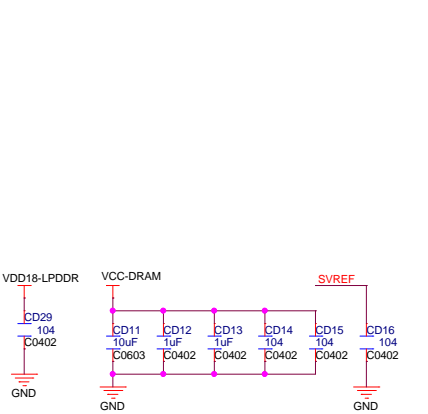 VDD18-LPDDR
VCC-DRAM
SVREF
CD29
104
C0402
CD11
10uF
C0603
CD12
1uF
C0402
CD13
1uF
C0402
CD14
104
C0402
CD15
104
C0402
CD16
104
C0402
GND
GND
GND